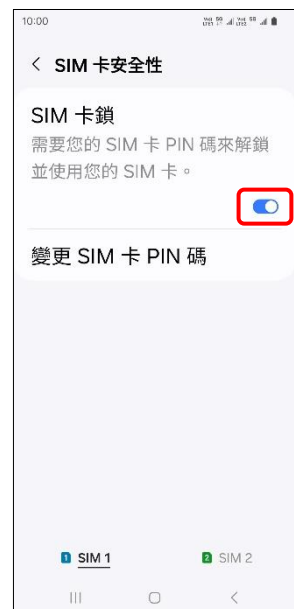 10:00
SIM 卡安全性
SIM 卡鎖
需要您的 SIM 卡 PIN 碼來解鎖
並使用您的 SIM 卡。
變更 SIM 卡 PIN 碼
1 SIM 1
2 SIM 2